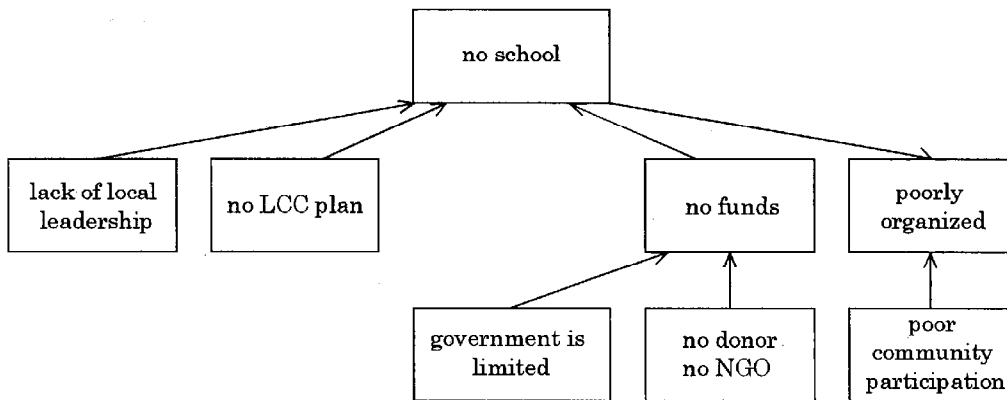 no school
lack of local
leadership
no LCC plan
no funds
poorly
organized
government is
limited
no donor
no NGO
poor
community
participation